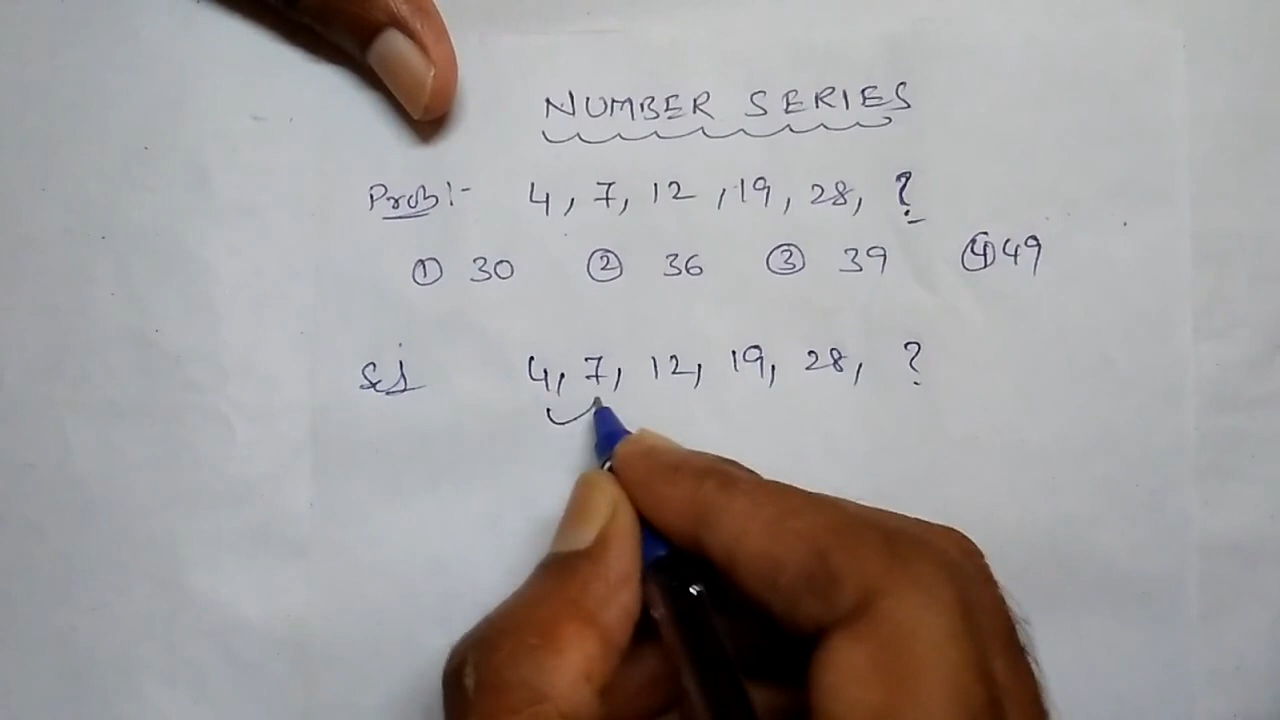 NUMBER SERIES
Prob:- 4, 7, 12, 19, 28, ?
① 30 ② 36 ③ 39 ④ 49
4, 7, 12, 19, 28, ?